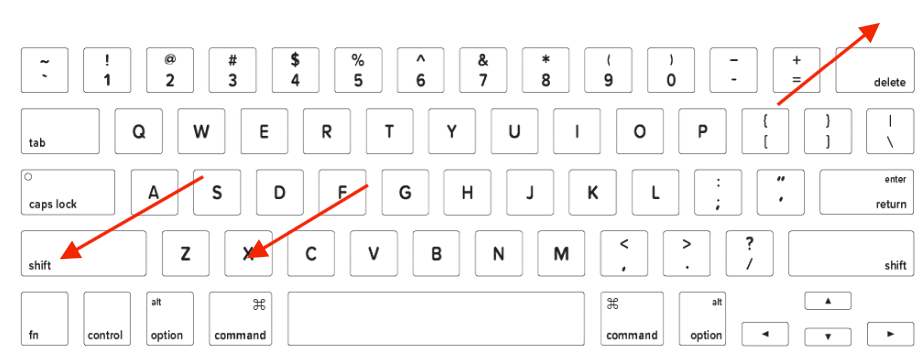 ~ ! @ # $ % ^ & * ( ) – +
` 1 2 3 4 5 6 7 8 9 0 - = delete
tab Q W E R T Y U I O P { [ } ] | \
caps lock A S D F G H J K L : ; " ' enter return
shift Z X C V B N M < , > . ? / shift
fn control alt option ⌘ command ⌘ command alt option ◄ ▲ ▼ ►